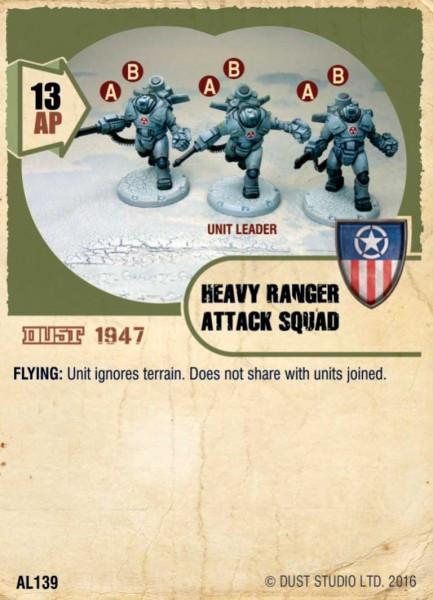 13
AP
A
B
A
B
A
B
UNIT LEADER
HEAVY RANGER
ATTACK SQUAD
DUST 1947
FLYING: Unit ignores terrain. Does not share with units joined.
AL139
© DUST STUDIO LTD. 2016